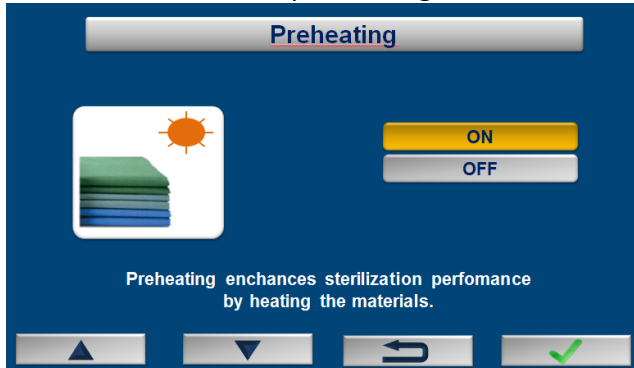 Preheating
ON
OFF
Preheating enchances sterilization perfomance
by heating the materials.